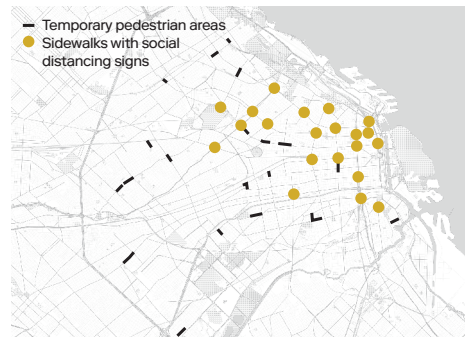 Temporary pedestrian areas
Sidewalks with social
distancing signs